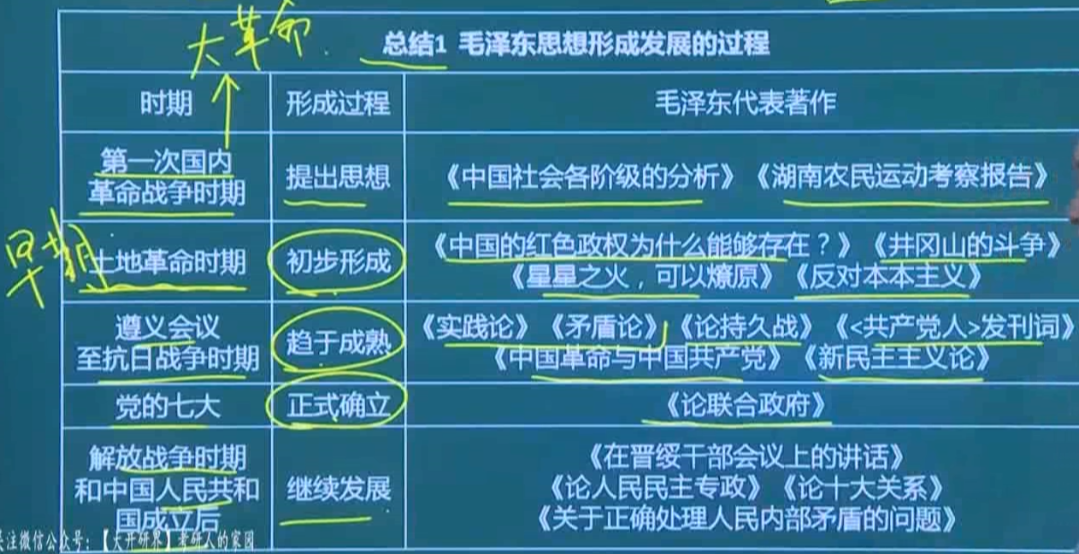 大革命
总结1 毛泽东思想形成发展的过程
时期 形成过程 毛泽东代表著作
第一次国内
革命战争时期
提出思想
《中国社会各阶级的分析》《湖南农民运动考察报告》
早期
土地革命时期
初步形成
《中国的红色政权为什么能够存在？》《井冈山的斗争》
《星星之火，可以燎原》《反对本本主义》
遵义会议
至抗日战争时期
趋于成熟
《实践论》《矛盾论》《论持久战》《<共产党人>发刊词》
《中国革命与中国共产党》《新民主主义论》
党的七大
正式确立
《论联合政府》
解放战争时期
和中国人民共和
国成立后
继续发展
《在晋绥干部会议上的讲话》
《论人民民主专政》《论十大关系》
《关于正确处理人民内部矛盾的问题》
关注微信公众号：【大开研界】考研人的家园